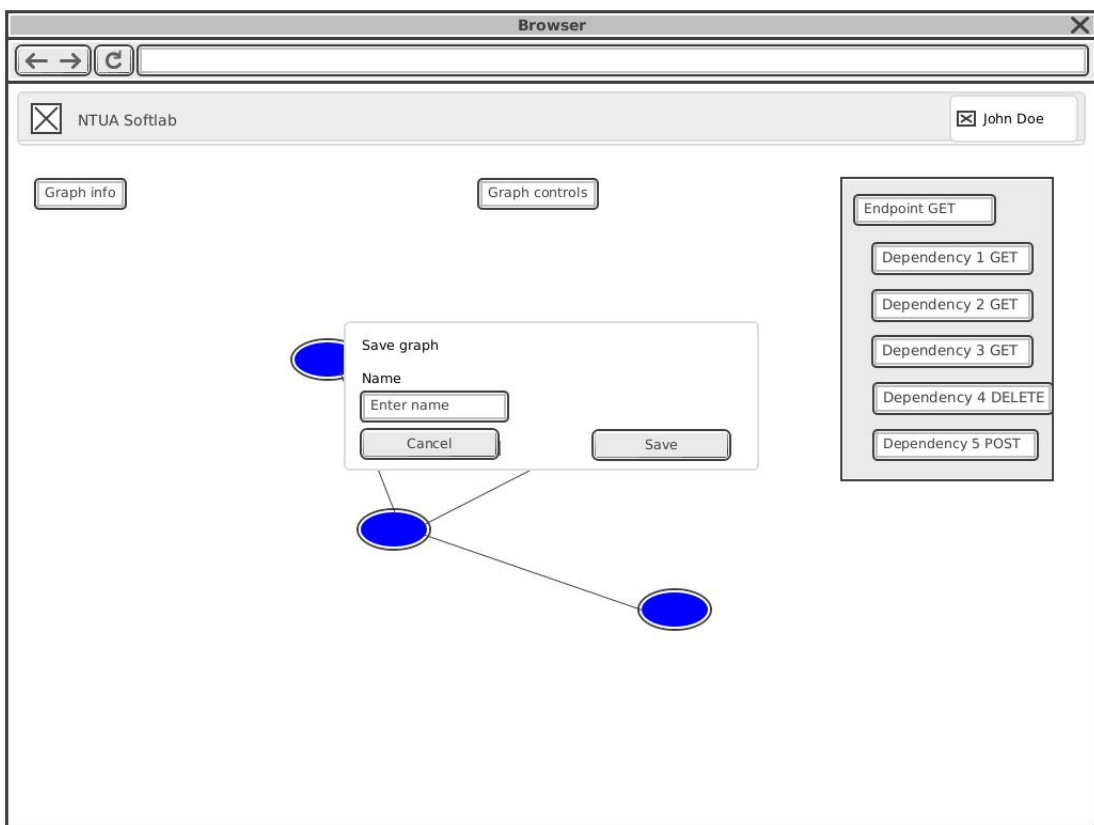 Browser
NTUA Softlab
John Doe
Graph info
Graph controls
Endpoint GET
Dependency 1 GET
Dependency 2 GET
Dependency 3 GET
Dependency 4 DELETE
Dependency 5 POST
Save graph
Name
Enter name
Cancel
Save